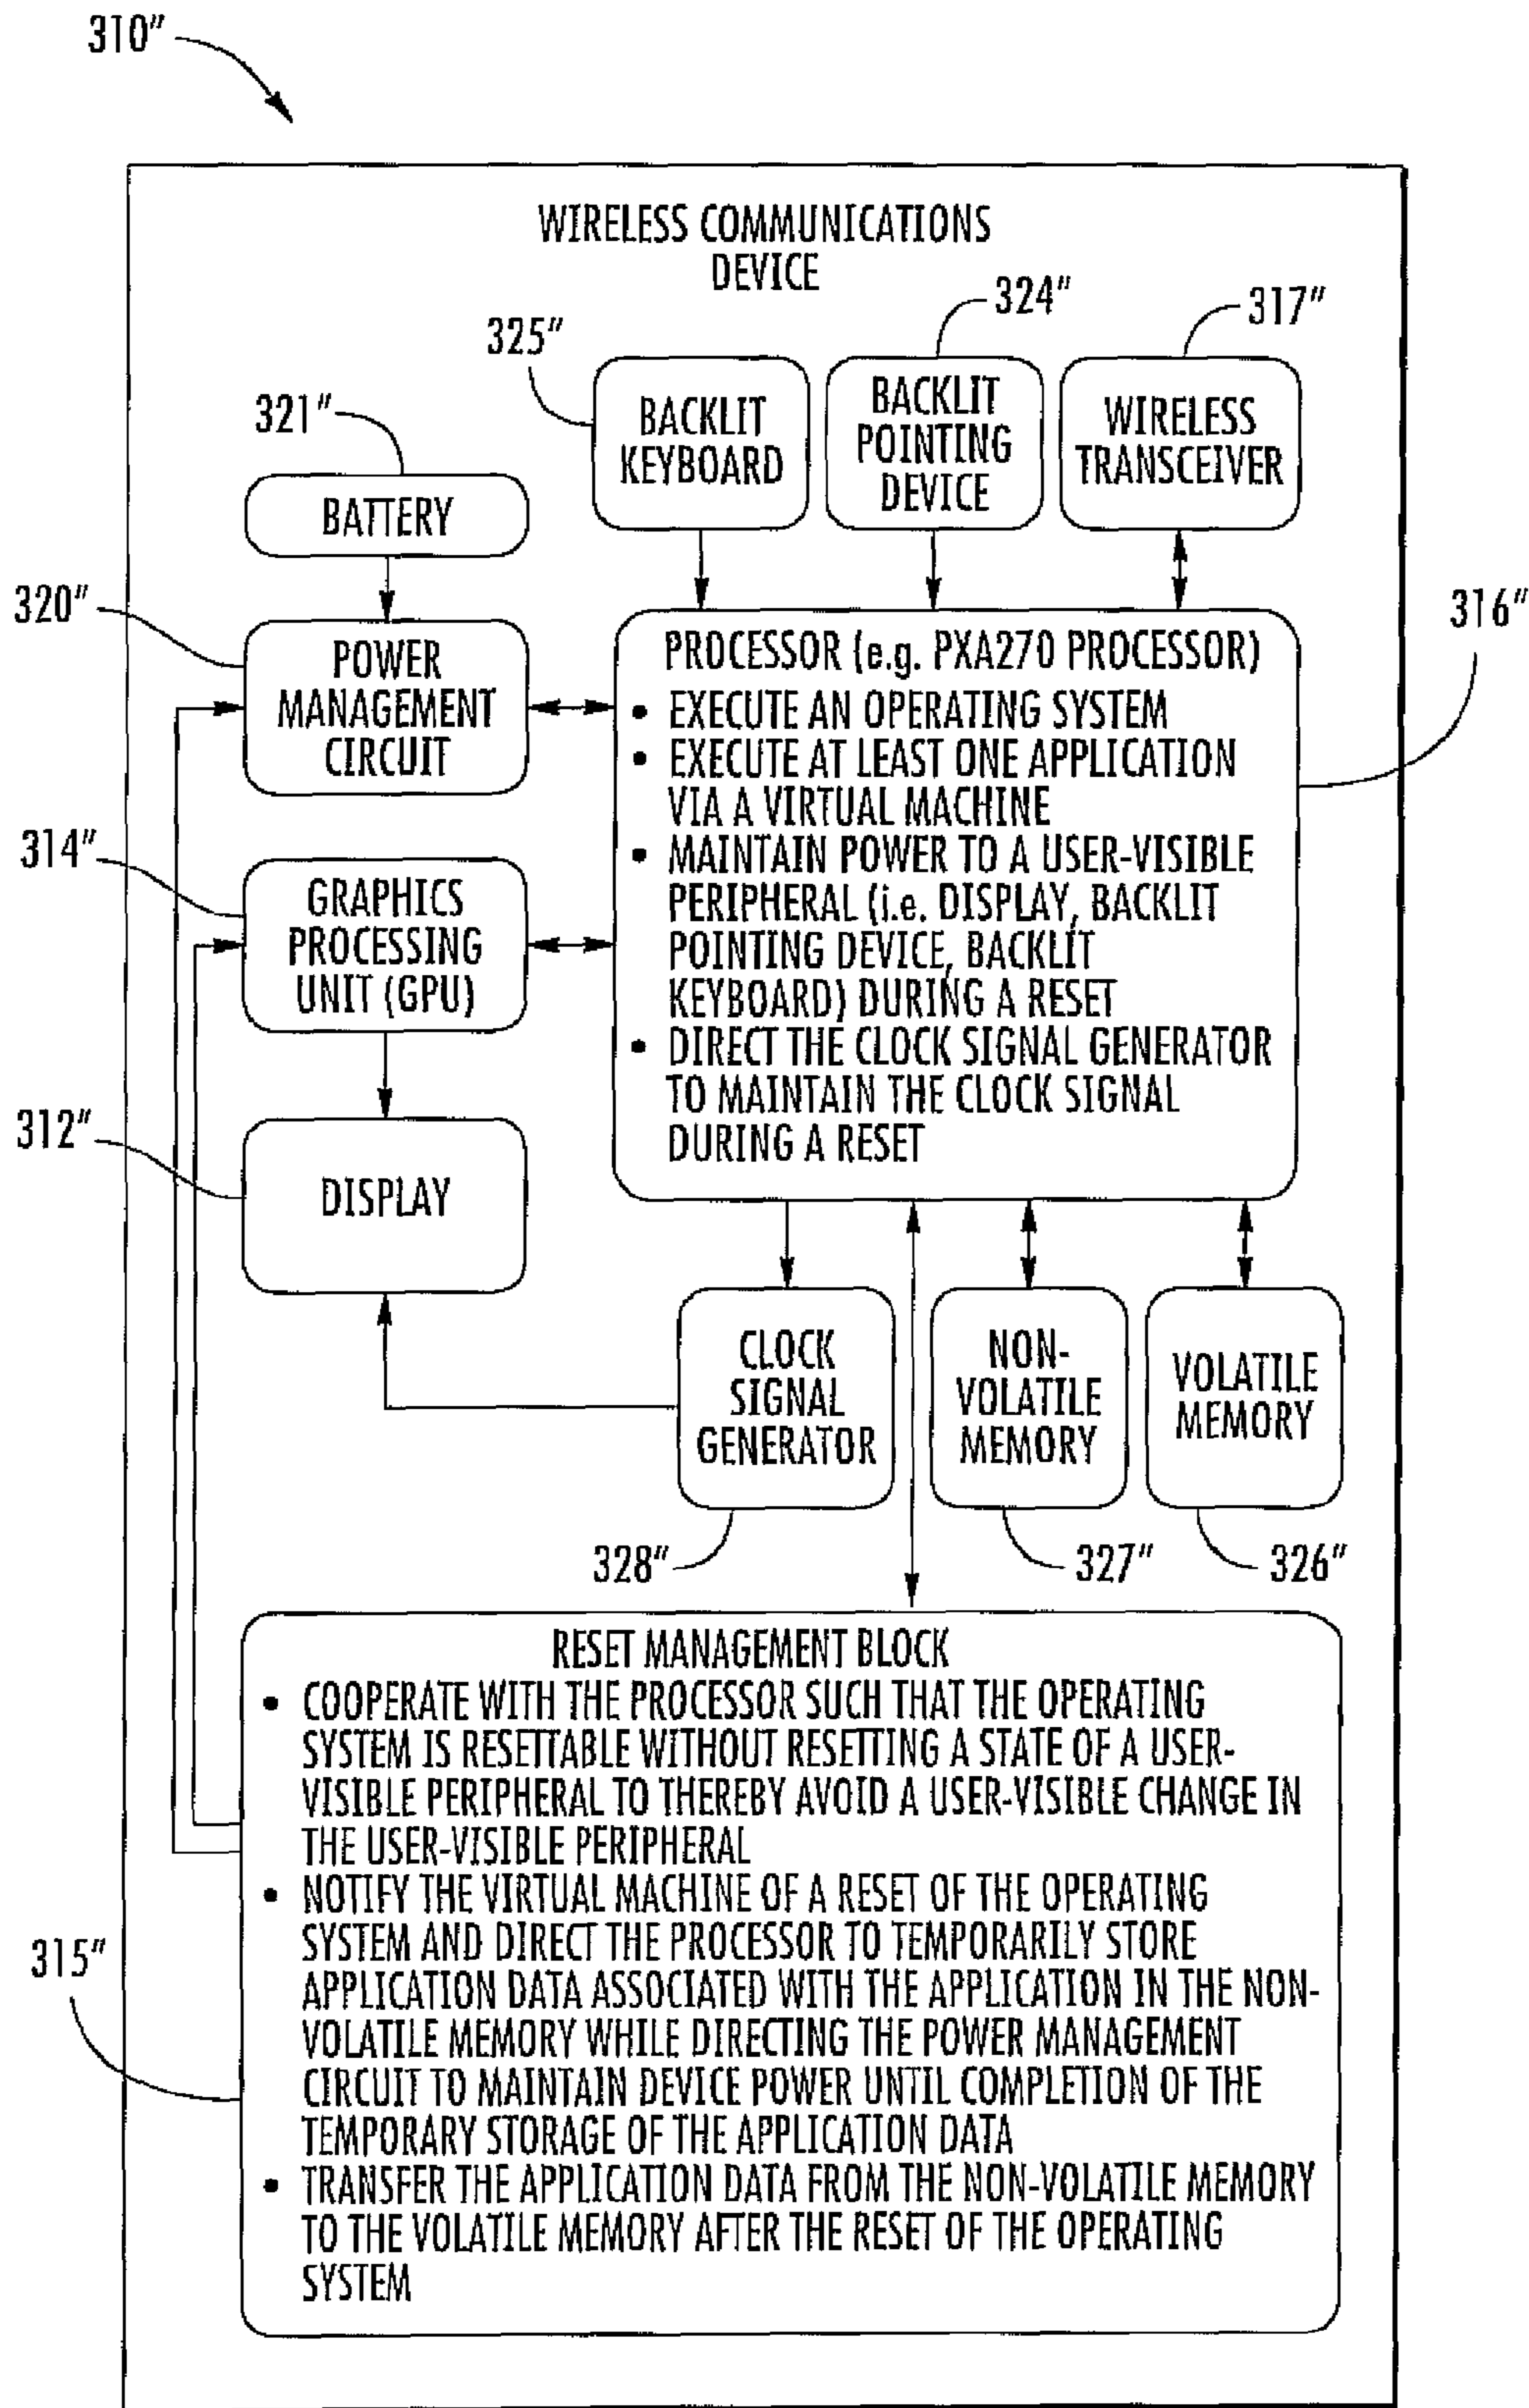 310"
WIRELESS COMMUNICATIONS
DEVICE
325"
324"
317"
321"
BACKLIT
KEYBOARD
BACKLIT
POINTING
DEVICE
WIRELESS
TRANSCEIVER
BATTERY
320"
316"
POWER
MANAGEMENT
CIRCUIT
PROCESSOR (e.g. PXA270 PROCESSOR)
• EXECUTE AN OPERATING SYSTEM
• EXECUTE AT LEAST ONE APPLICATION
VIA A VIRTUAL MACHINE
• MAINTAIN POWER TO A USER-VISIBLE
PERIPHERAL (i.e. DISPLAY, BACKLIT
POINTING DEVICE, BACKLIT
KEYBOARD) DURING A RESET
• DIRECT THE CLOCK SIGNAL GENERATOR
TO MAINTAIN THE CLOCK SIGNAL
DURING A RESET
314"
GRAPHICS
PROCESSING
UNIT (GPU)
312"
DISPLAY
CLOCK
SIGNAL
GENERATOR
NON-
VOLATILE
MEMORY
VOLATILE
MEMORY
328"
327"
326"
RESET MANAGEMENT BLOCK
• COOPERATE WITH THE PROCESSOR SUCH THAT THE OPERATING
SYSTEM IS RESETTABLE WITHOUT RESETTING A STATE OF A USER-
VISIBLE PERIPHERAL TO THEREBY AVOID A USER-VISIBLE CHANGE IN
THE USER-VISIBLE PERIPHERAL
• NOTIFY THE VIRTUAL MACHINE OF A RESET OF THE OPERATING
SYSTEM AND DIRECT THE PROCESSOR TO TEMPORARILY STORE
APPLICATION DATA ASSOCIATED WITH THE APPLICATION IN THE NON-
VOLATILE MEMORY WHILE DIRECTING THE POWER MANAGEMENT
CIRCUIT TO MAINTAIN DEVICE POWER UNTIL COMPLETION OF THE
TEMPORARY STORAGE OF THE APPLICATION DATA
• TRANSFER THE APPLICATION DATA FROM THE NON-VOLATILE MEMORY
TO THE VOLATILE MEMORY AFTER THE RESET OF THE OPERATING
SYSTEM
315"